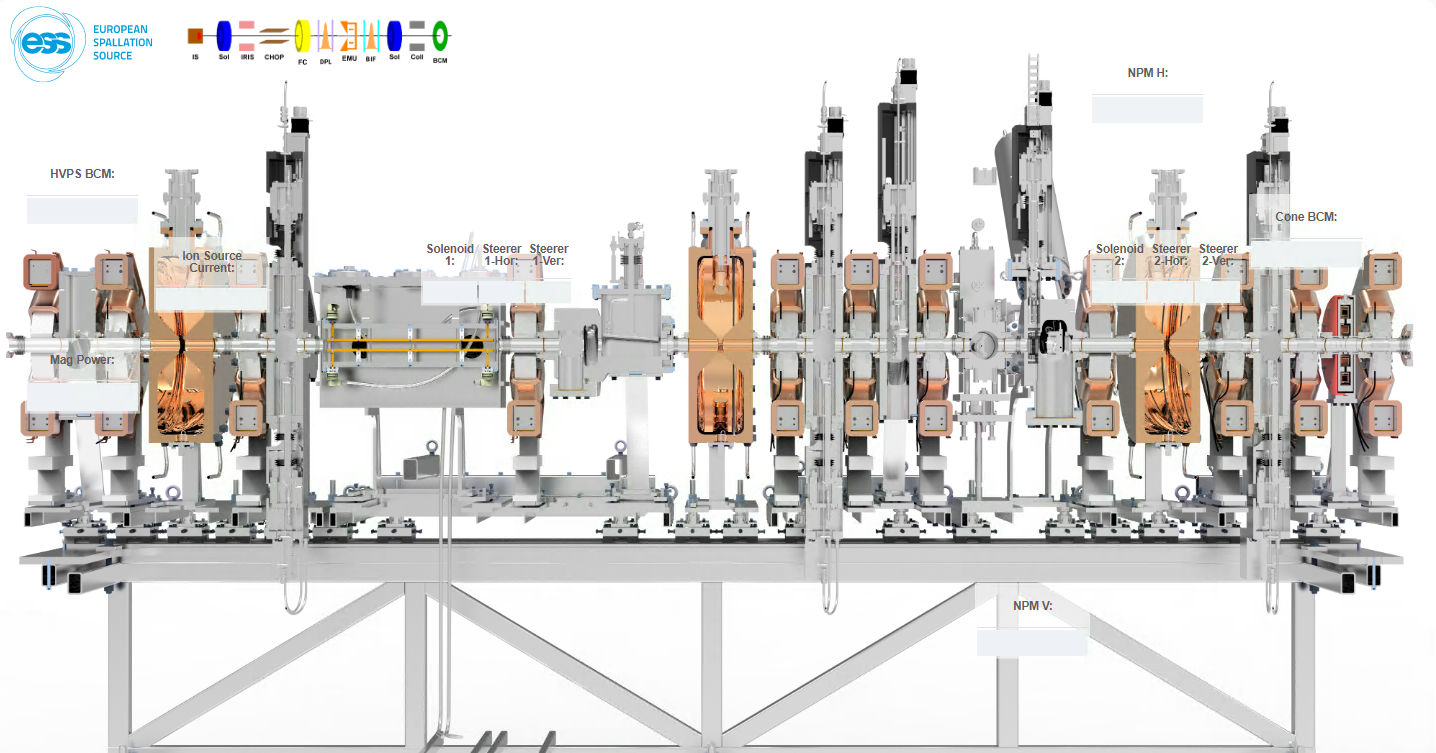 ess
EUROPEAN
SPALLATION
SOURCE
IS Sol IRIS CHOP FC DPL EMU BIF Sol Coll BCM
NPM H:
HVPS BCM:
Cone BCM:
Ion Source
Current:
Solenoid
1:
Steerer
1-Hor:
Steerer
1-Ver:
Solenoid
2:
Steerer
2-Hor:
Steerer
2-Ver:
Mag Power:
NPM V: